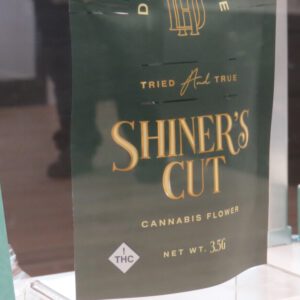 TRIED And TRUE
SHINER'S
CUT
CANNABIS FLOWER
NET WT. 3.5G
!
THC